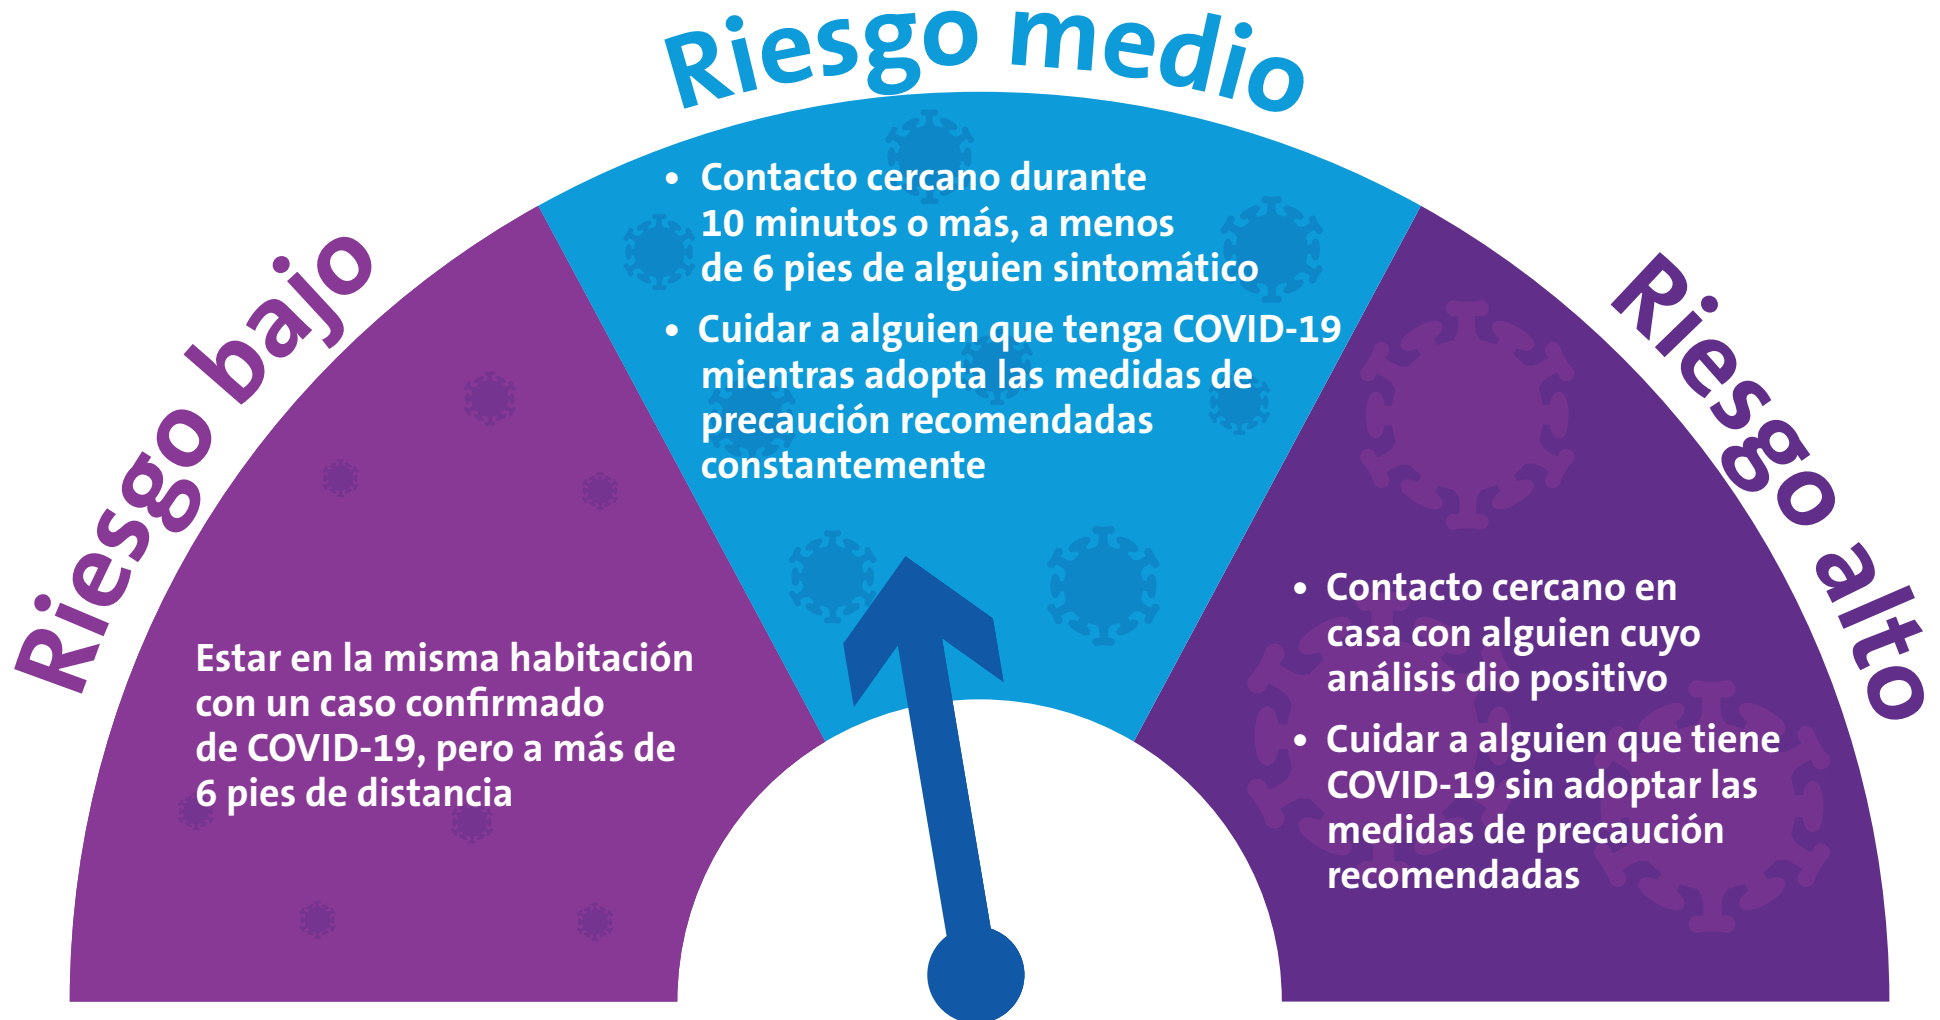 Riesgo bajo
Estar en la misma habitación
con un caso confirmado
de COVID-19, pero a más de
6 pies de distancia
Riesgo medio
• Contacto cercano durante
10 minutos o más, a menos
de 6 pies de alguien sintomático
• Cuidar a alguien que tenga COVID-19
mientras adopta las medidas de
precaución recomendadas
constantemente
Riesgo alto
• Contacto cercano en
casa con alguien cuyo
análisis dio positivo
• Cuidar a alguien que tiene
COVID-19 sin adoptar las
medidas de precaución
recomendadas